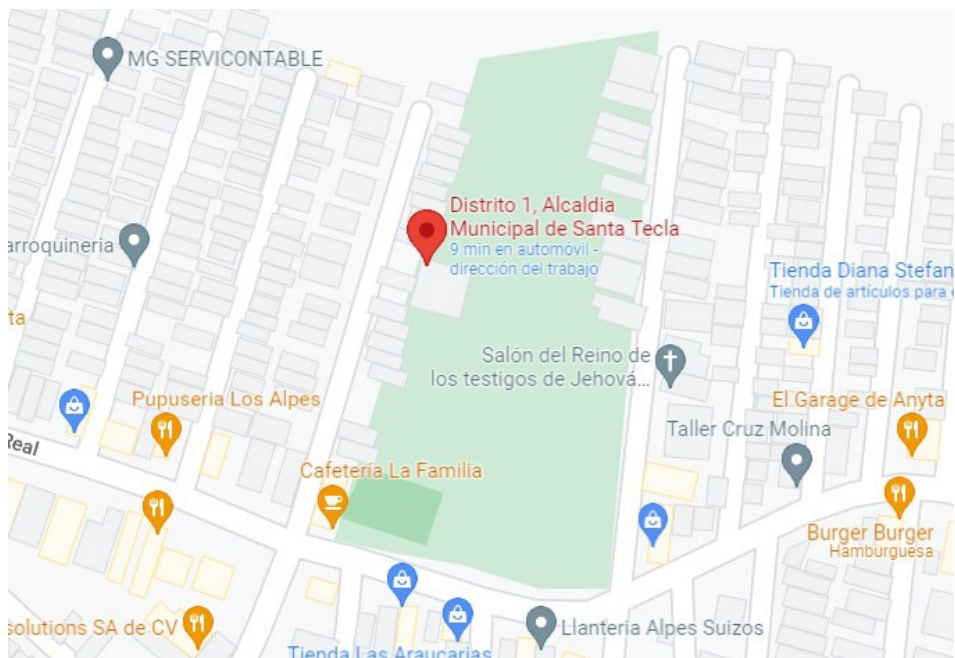 MG SERVICONTABLE
Distrito 1, Alcaldia
Municipal de Santa Tecla
9 min en automóvil -
dirección del trabajo
arroquineria
Tienda Diana Stefan
Tienda de artículos para e
ta
Salón del Reino de
los testigos de Jehová...
Pupuseria Los Alpes
El Garage de Anyta
Taller Cruz Molina
Real
Cafetería La Familia
Burger Burger
Hamburguesa
solutions SA de CV
Llanteria Alpes Suizos
Tienda Las Araucarias